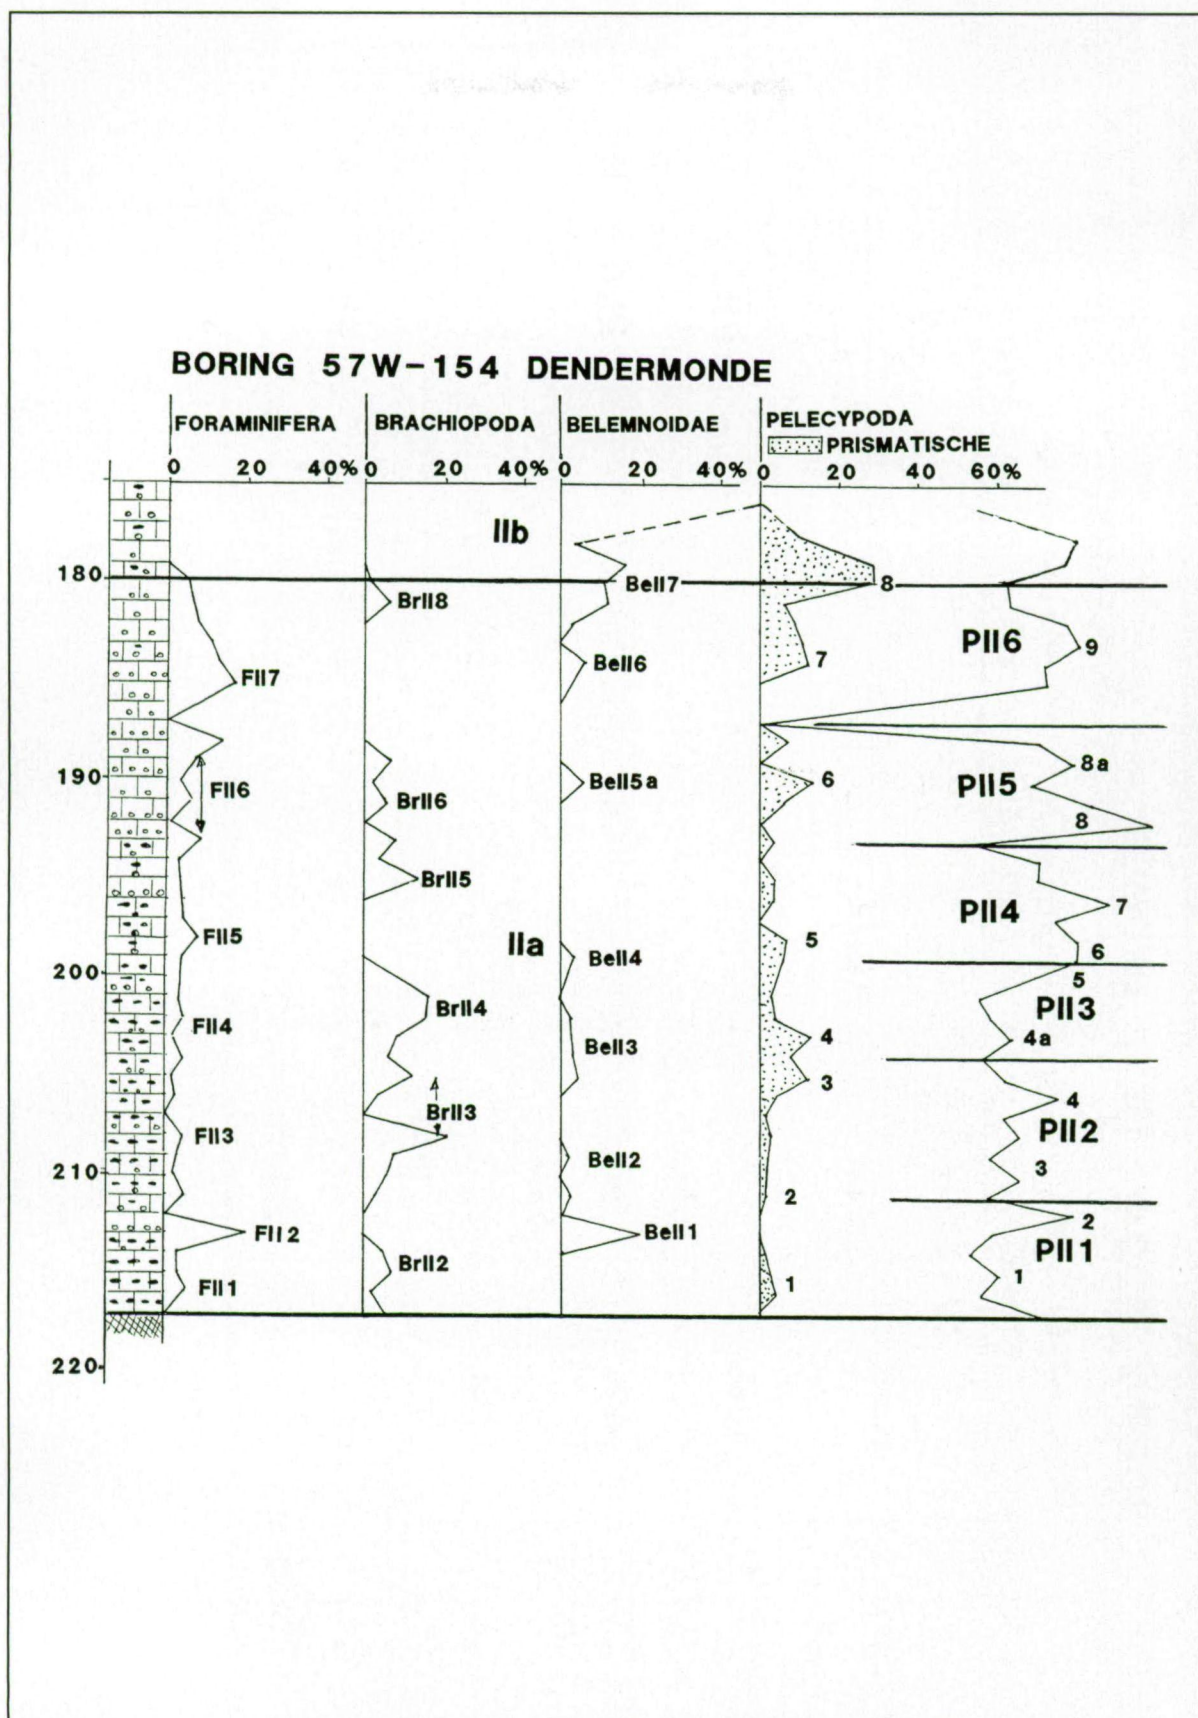 BORING 57W-154 DENDERMONDE
FORAMINIFERA BRACHIOPODA BELEMNOIDAE PELECYPODA
PRISMATISCHE
0 20 40% 0 20 40% 0 20 40% 0 20 40 60%
IIb
180 BrII8 BeII7 8
FII7 BeII6 7 PII6 9
190 FII6 BrII6 BeII5a 6 PII5 8a
8
BrII5
PII4 7
FII5 IIa BeII4 5 6
200 5
FII4 BrII4 BeII3 4 PII3 4a
3
BrII3 4
FII3 BeII2 PII2
210 3
2 2
FII2 BeII1 PII1
BrII2
FII1 1 1
220